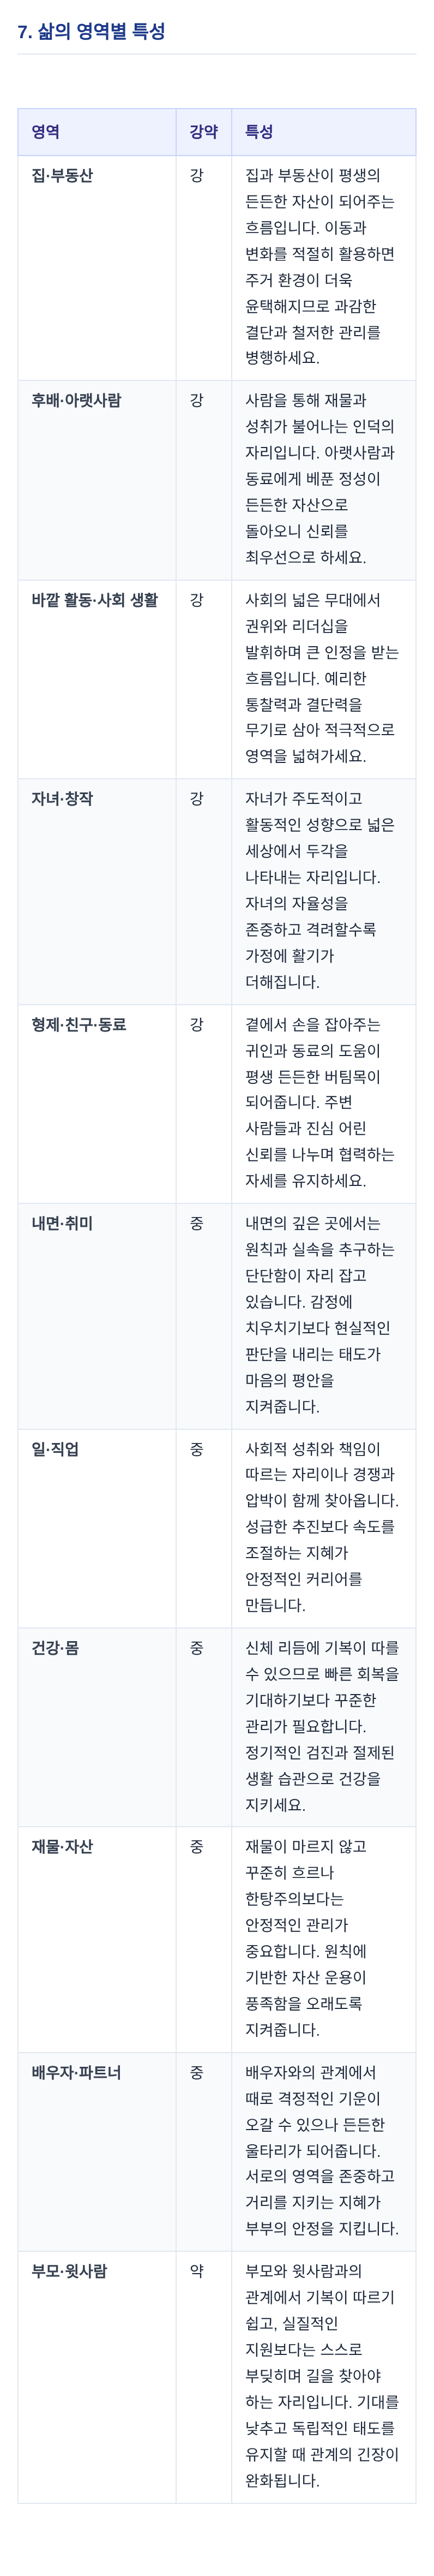 7. 삶의 영역별 특성
영역 강약 특성
집·부동산 강 집과 부동산이 평생의
든든한 자산이 되어주는
흐름입니다. 이동과
변화를 적절히 활용하면
주거 환경이 더욱
윤택해지므로 과감한
결단과 철저한 관리를
병행하세요.
후배·아랫사람 강 사람을 통해 재물과
성취가 불어나는 인덕의
자리입니다. 아랫사람과
동료에게 베푼 정성이
든든한 자산으로
돌아오니 신뢰를
최우선으로 하세요.
바깥 활동·사회 생활 강 사회의 넓은 무대에서
권위와 리더십을
발휘하며 큰 인정을 받는
흐름입니다. 예리한
통찰력과 결단력을
무기로 삼아 적극적으로
영역을 넓혀가세요.
자녀·창작 강 자녀가 주도적이고
활동적인 성향으로 넓은
세상에서 두각을
나타내는 자리입니다.
자녀의 자율성을
존중하고 격려할수록
가정에 활기가
더해집니다.
형제·친구·동료 강 곁에서 손을 잡아주는
귀인과 동료의 도움이
평생 든든한 버팀목이
되어줍니다. 주변
사람들과 진심 어린
신뢰를 나누며 협력하는
자세를 유지하세요.
내면·취미 중 내면의 깊은 곳에서는
원칙과 실속을 추구하는
단단함이 자리 잡고
있습니다. 감정에
치우치기보다 현실적인
판단을 내리는 태도가
마음의 평안을
지켜줍니다.
일·직업 중 사회적 성취와 책임이
따르는 자리이나 경쟁과
압박이 함께 찾아옵니다.
성급한 추진보다 속도를
조절하는 지혜가
안정적인 커리어를
만듭니다.
건강·몸 중 신체 리듬에 기복이 따를
수 있으므로 빠른 회복을
기대하기보다 꾸준한
관리가 필요합니다.
정기적인 검진과 절제된
생활 습관으로 건강을
지키세요.
재물·자산 중 재물이 마르지 않고
꾸준히 흐르나
한탕주의보다는
안정적인 관리가
중요합니다. 원칙에
기반한 자산 운용이
풍족함을 오래도록
지켜줍니다.
배우자·파트너 중 배우자와의 관계에서
때로 격정적인 기운이
오갈 수 있으나 든든한
울타리가 되어줍니다.
서로의 영역을 존중하고
거리를 지키는 지혜가
부부의 안정을 지킵니다.
부모·윗사람 약 부모와 윗사람과의
관계에서 기복이 따르기
쉽고, 실질적인
지원보다는 스스로
부딪히며 길을 찾아야
하는 자리입니다. 기대를
낮추고 독립적인 태도를
유지할 때 관계의 긴장이
완화됩니다.